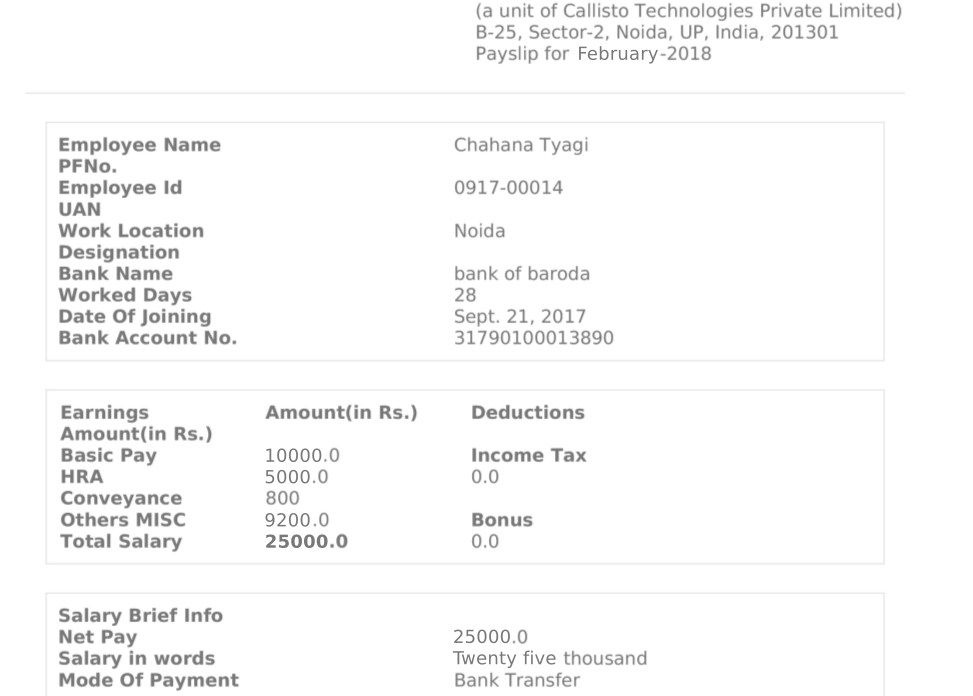 (a unit of Callisto Technologies Private Limited)
B-25, Sector-2, Noida, UP, India, 201301
Payslip for February-2018
Employee Name Chahana Tyagi
PFNo.
Employee Id 0917-00014
UAN
Work Location Noida
Designation
Bank Name bank of baroda
Worked Days 28
Date Of Joining Sept. 21, 2017
Bank Account No. 31790100013890
Earnings Amount(in Rs.) Deductions
Amount(in Rs.)
Basic Pay 10000.0 Income Tax
HRA 5000.0 0.0
Conveyance 800
Others MISC 9200.0 Bonus
Total Salary 25000.0 0.0
Salary Brief Info
Net Pay 25000.0
Salary in words Twenty five thousand
Mode Of Payment Bank Transfer